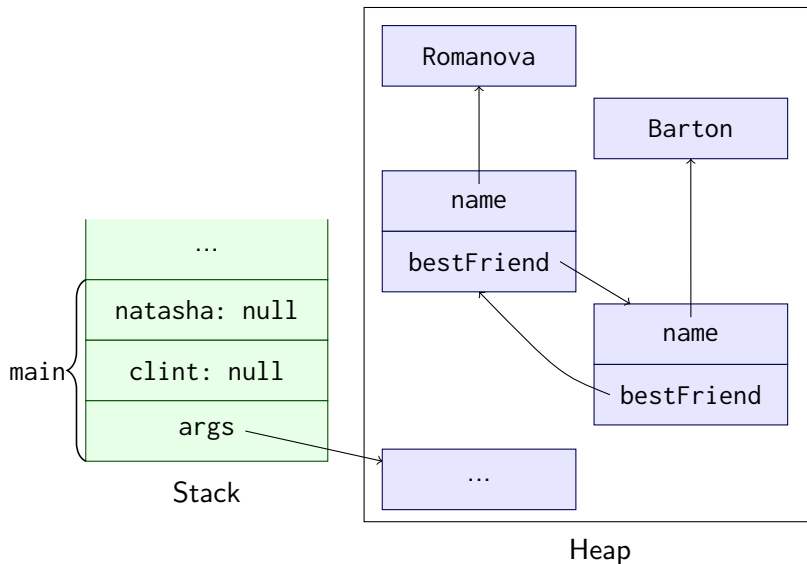 Romanova
Barton
name
bestFriend
name
bestFriend
...
...
natasha: null
clint: null
args
main
Stack
Heap